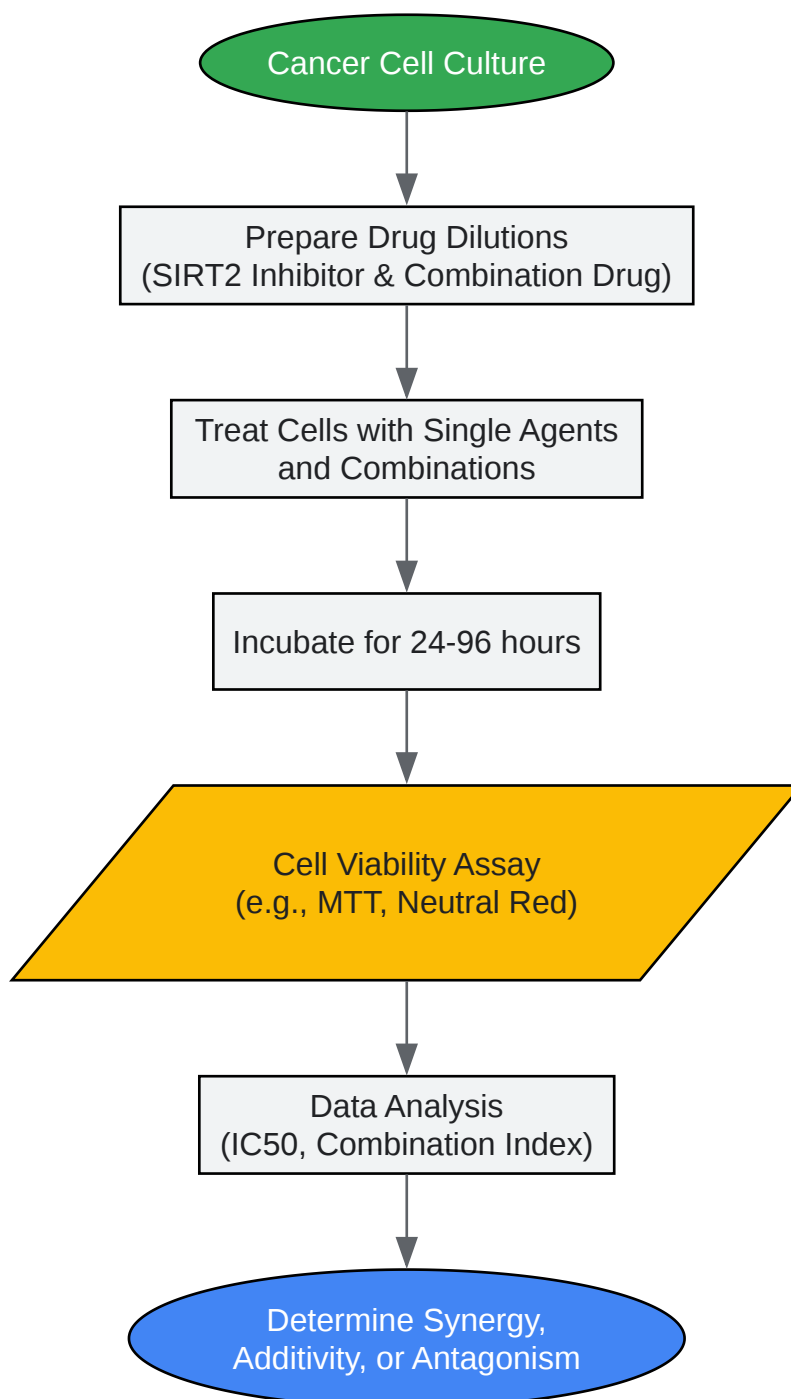 Cancer Cell Culture
Prepare Drug Dilutions
(SIRT2 Inhibitor & Combination Drug)
Treat Cells with Single Agents
and Combinations
Incubate for 24-96 hours
Cell Viability Assay
(e.g., MTT, Neutral Red)
Data Analysis
(IC50, Combination Index)
Determine Synergy,
Additivity, or Antagonism